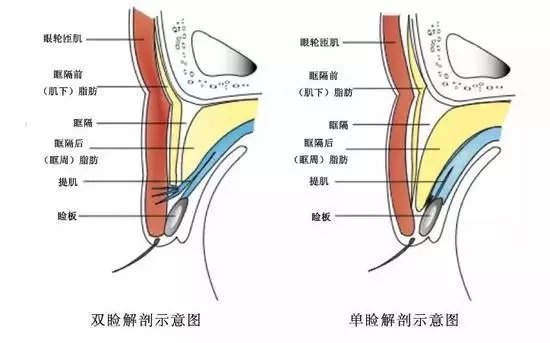 眼轮匝肌
眶隔前
（肌下）脂肪
眶隔
眶隔后
（眶周）脂肪
提肌
睑板
双睑解剖示意图
眼轮匝肌
眶隔前
（肌下）脂肪
眶隔
眶隔后
（眶周）脂肪
提肌
睑板
单睑解剖示意图